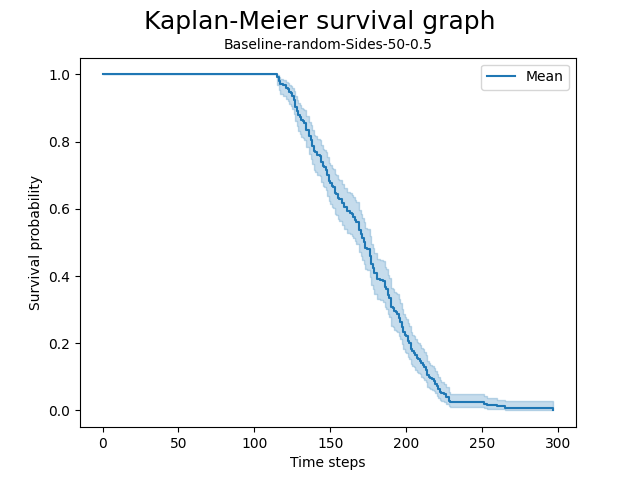 Kaplan-Meier survival graph
Baseline-random-Sides-50-0.5
Mean
1.0
0.8
0.6
0.4
0.2
0.0
Survival probability
0 50 100 150 200 250 300
Time steps